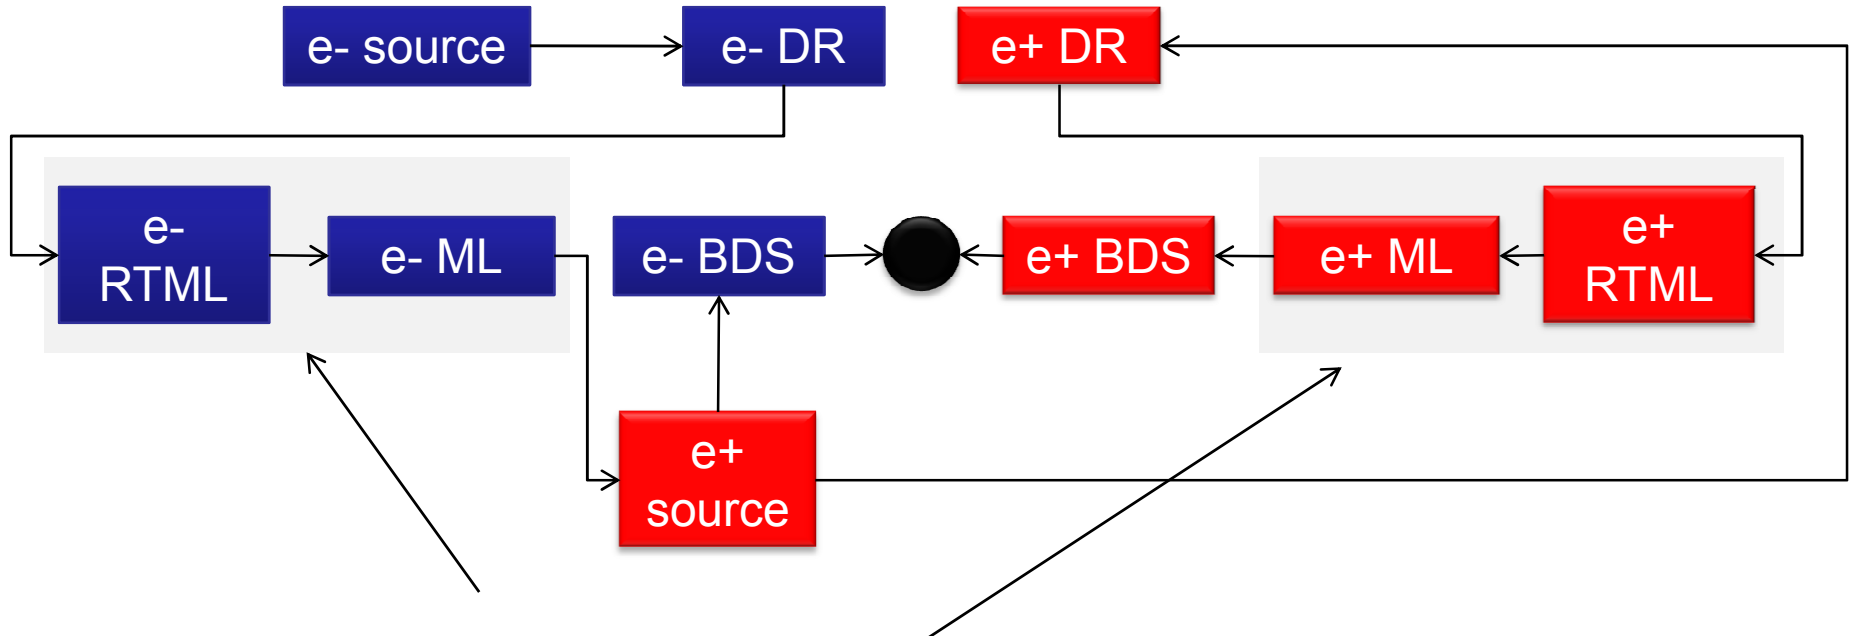 e- source
e- DR
e+ DR
e-
RTML
e- ML
e- BDS
e+ BDS
e+ ML
e+
RTML
e+
source